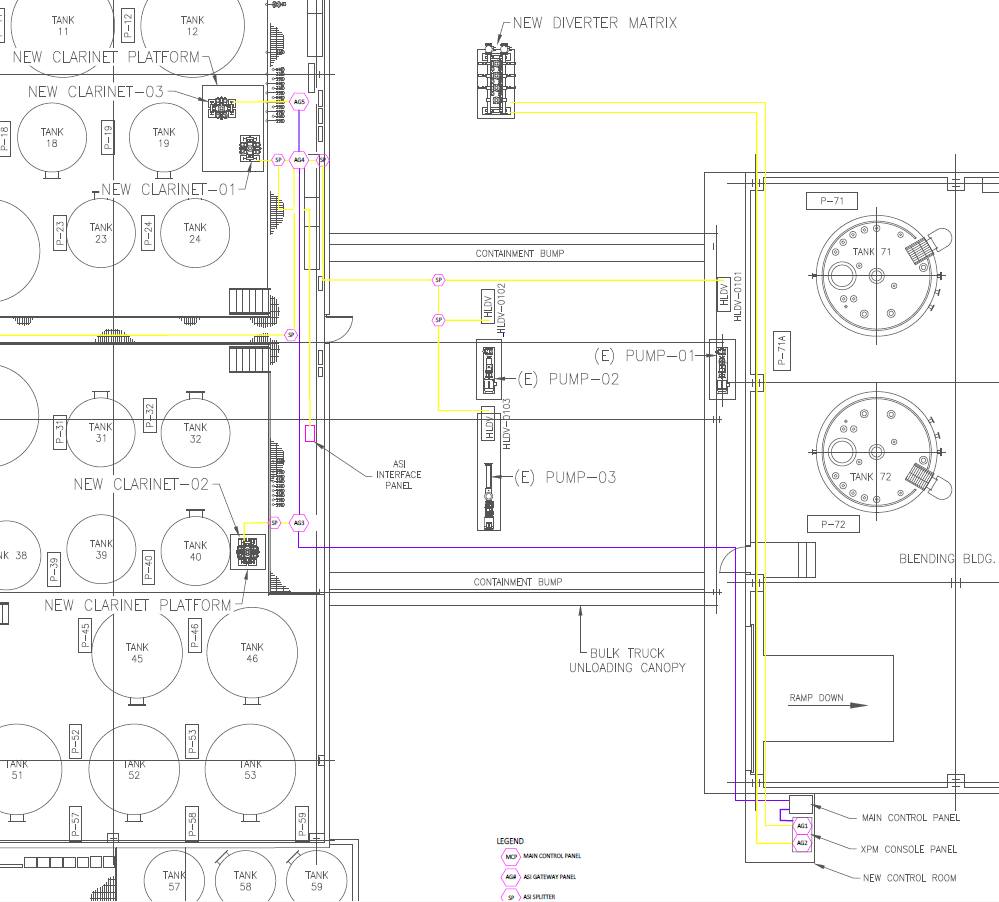 NEW DIVERTER MATRIX
TANK
11
P-12
TANK
12
NEW CLARINET PLATFORM
NEW CLARINET-03
AG5
P-18
TANK
18
P-19
TANK
19
SP
AG4
SP
NEW CLARINET-01
P-71
P-23
TANK
23
P-24
TANK
24
CONTAINMENT BUMP
TANK 71
SP
HLDV
HLDV-0101
HLDV
HLDV-0102
SP
SP
P-71A
(E) PUMP-01
(E) PUMP-02
P-31
TANK
31
P-32
TANK
32
HLDV
HLDV-0103
ASI
INTERFACE
PANEL
(E) PUMP-03
TANK 72
NEW CLARINET-02
SP
AG3
P-72
NK 38
P-39
TANK
39
P-40
TANK
40
BLENDING BLDG.
CONTAINMENT BUMP
NEW CLARINET PLATFORM
P-45
TANK
45
P-46
TANK
46
BULK TRUCK
UNLOADING CANOPY
RAMP DOWN
P-52
P-53
TANK
51
TANK
52
TANK
53
P-57
P-58
P-59
MAIN CONTROL PANEL
AG1
AG2
XPM CONSOLE PANEL
NEW CONTROL ROOM
TANK
57
TANK
58
TANK
59
LEGEND
MCP MAIN CONTROL PANEL
AG# ASI GATEWAY PANEL
SP ASI SPLITTER